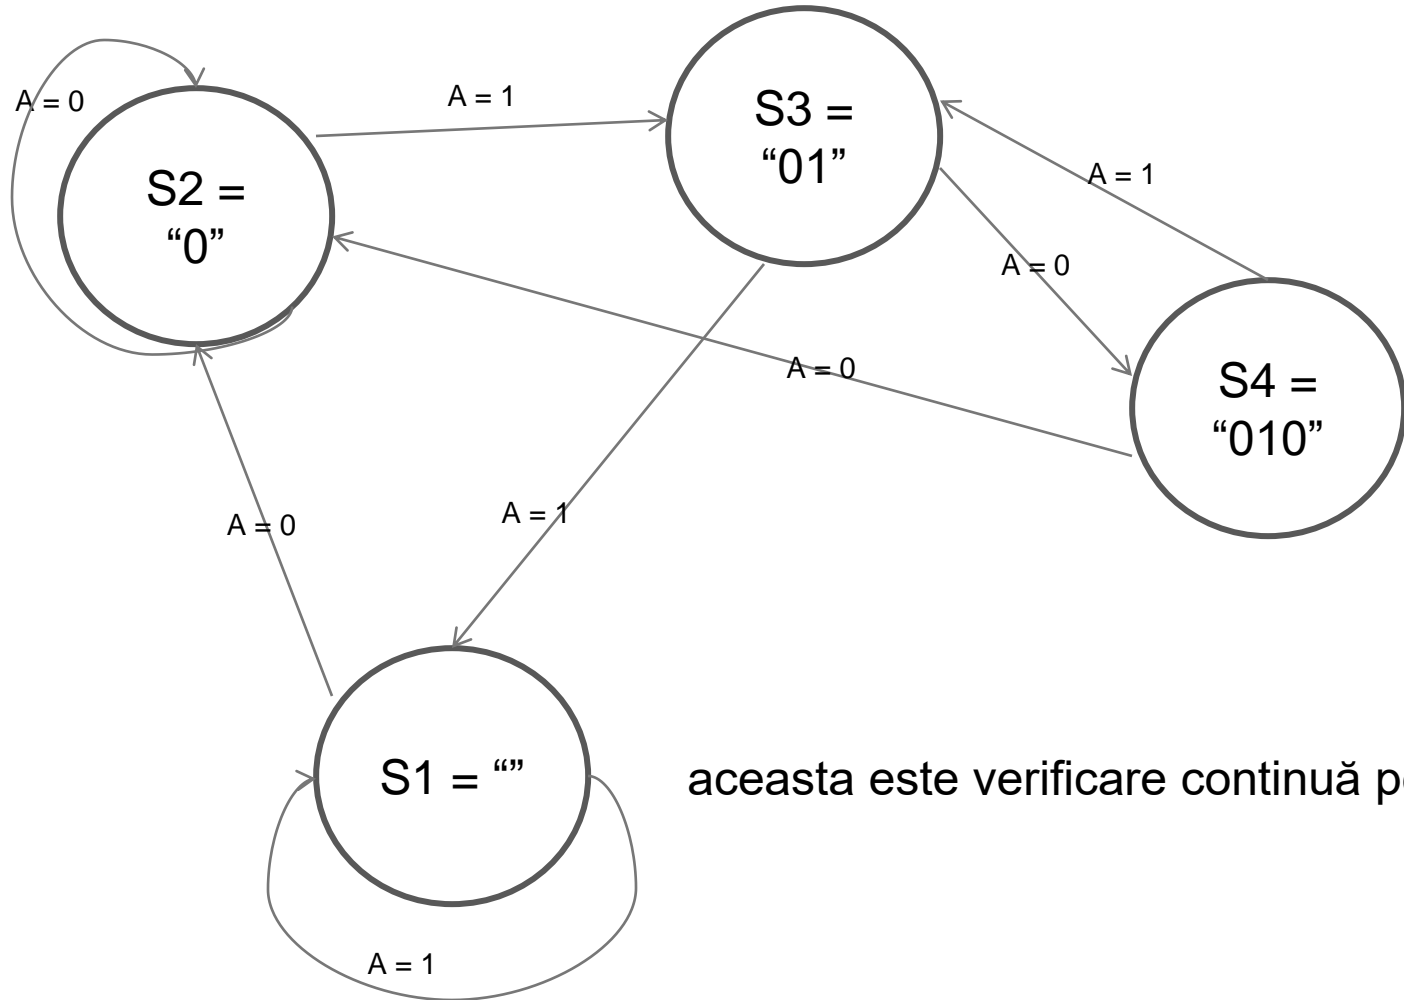 A = 0
A = 1
S3 =
“01”
S2 =
“0”
A = 1
A = 0
A = 0
S4 =
“010”
A = 0
A = 1
S1 = “”
aceasta este verificare continuă
A = 1